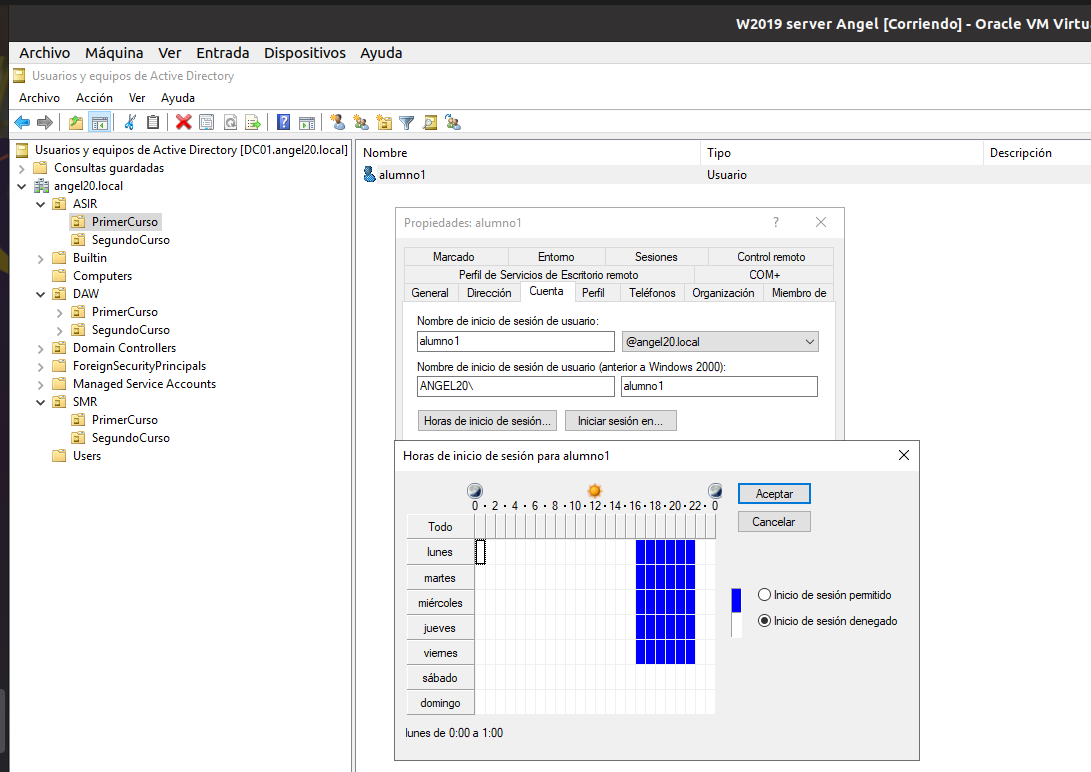 W2019 server Angel [Corriendo] - Oracle VM Virtu
Archivo Máquina Ver Entrada Dispositivos Ayuda
Usuarios y equipos de Active Directory
Archivo Acción Ver Ayuda
Usuarios y equipos de Active Directory [DC01.angel20.local]
Consultas guardadas
angel20.local
ASIR
PrimerCurso
SegundoCurso
Builtin
Computers
DAW
PrimerCurso
SegundoCurso
Domain Controllers
ForeignSecurityPrincipals
Managed Service Accounts
SMR
PrimerCurso
SegundoCurso
Users
Nombre Tipo Descripción
alumno1 Usuario
Propiedades: alumno1 ?
Marcado Entorno Sesiones Control remoto
Perfil de Servicios de Escritorio remoto COM+
General Dirección Cuenta Perfil Teléfonos Organización Miembro de
Nombre de inicio de sesión de usuario:
alumno1 @angel20.local
Nombre de inicio de sesión de usuario (anterior a Windows 2000):
ANGEL20\ alumno1
Horas de inicio de sesión... Iniciar sesión en...
Horas de inicio de sesión para alumno1
0 · 2 · 4 · 6 · 8 · 10 · 12 · 14 · 16 · 18 · 20 · 22 · 0
Todo
lunes
martes
miércoles
jueves
viernes
sábado
domingo
Aceptar
Cancelar
Inicio de sesión permitido
Inicio de sesión denegado
lunes de 0:00 a 1:00